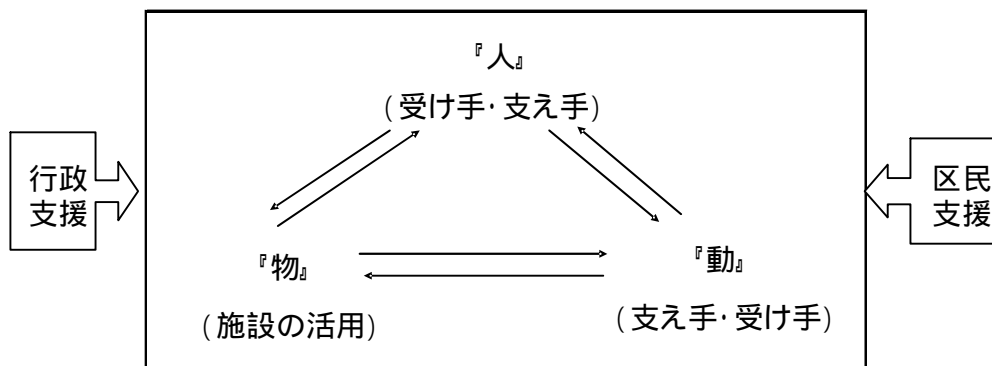 『人』
(受け手・支え手)
行政
支援
区民
支援
『物』
(施設の活用)
『動』
(支え手・受け手)